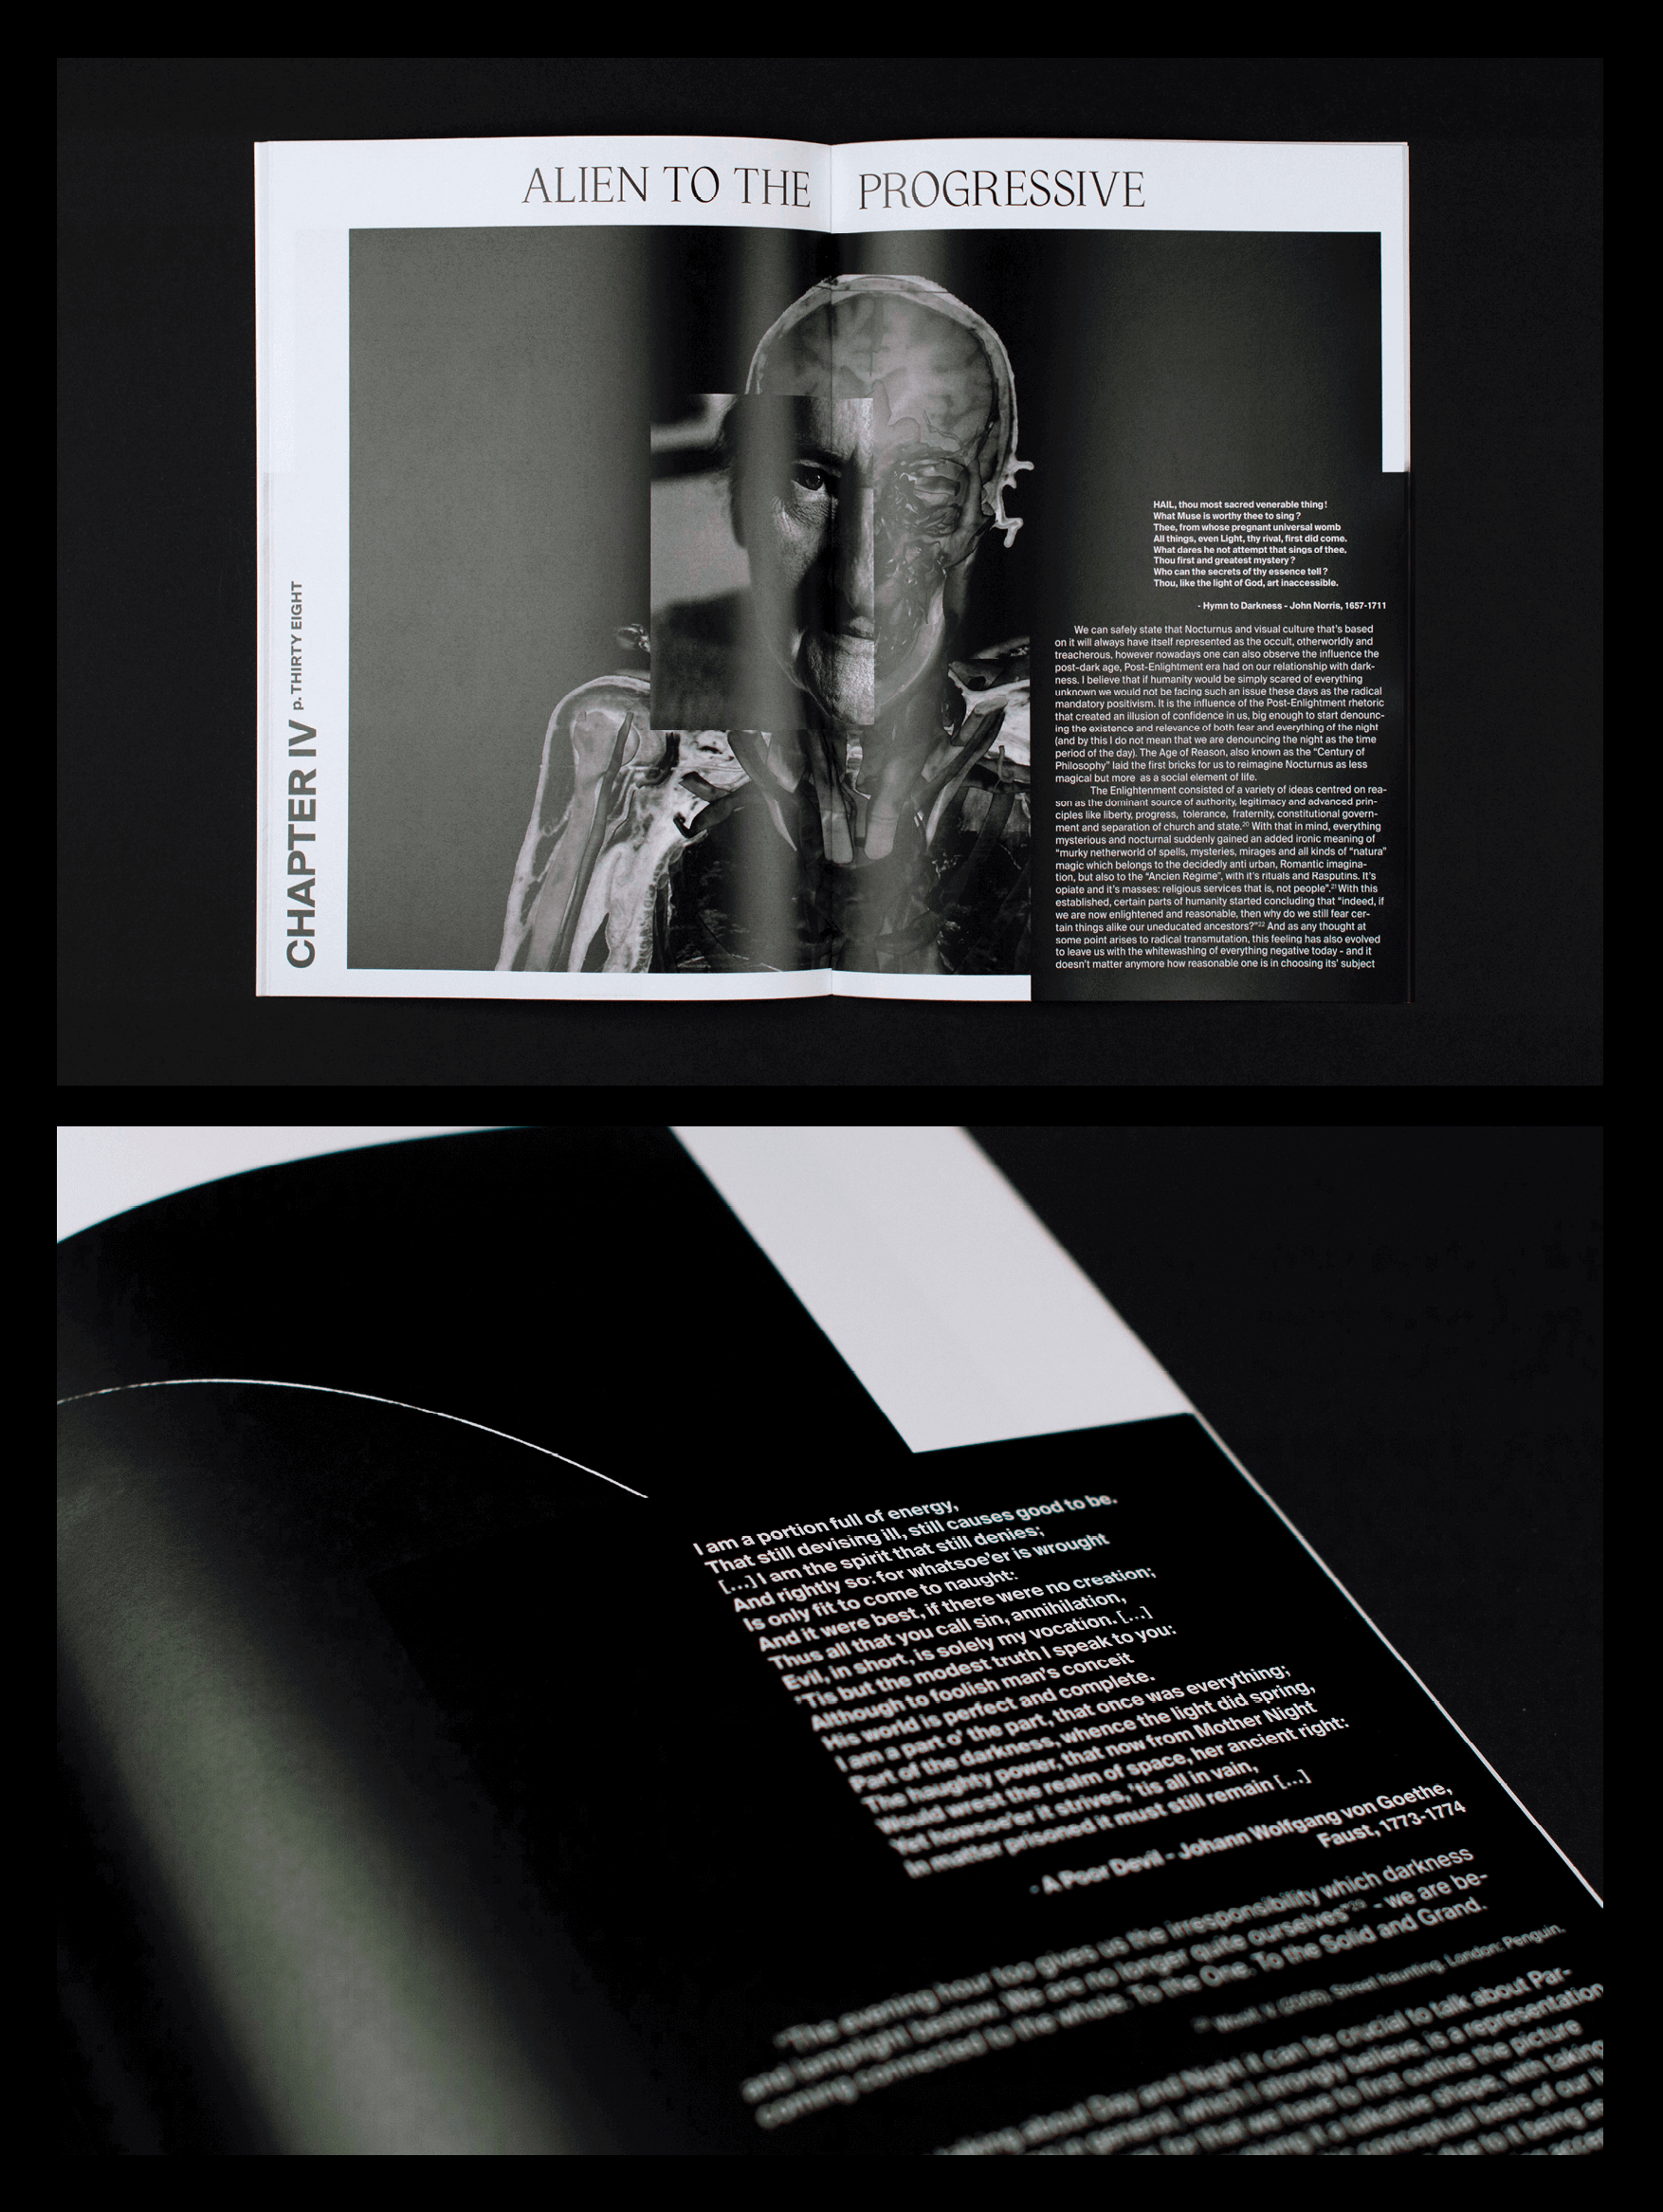 ALIEN TO THE PROGRESSIVE
CHAPTER IV p. THIRTY EIGHT
HAIL, thou most sacred venerable thing!
What Muse is worthy thee to sing?
Thee, from whose pregnant universal womb
All things, even Light, thy rival, first did come.
What dares he not attempt that sings of thee.
Thou first and greatest mystery?
Who can the secrets of thy essence tell?
Thou, like the light of God, art inaccessible.
- Hymn to Darkness - John Norris, 1657-1711
We can safely state that Nocturnus and visual culture that's based
on it will always have itself represented as the occult, otherworldly and
treacherous, however nowadays one can also observe the influence the
post-dark age, Post-Enlightment era had on our relationship with dark-
ness. I believe that if humanity would be simply scared of everything
unknown we would not be facing such an issue these days as the radical
mandatory positivism. It is the influence of the Post-Enlightment rhetoric
that created an illusion of confidence in us, big enough to start denounc-
ing the existence and relevance of both fear and everything of the night
(and by this I do not mean that we are denouncing the night as the time
period of the day). The Age of Reason, also known as the "Century of
Philosophy" laid the first bricks for us to reimagine Nocturnus as less
magical but more as a social element of life.
The Enlightenment consisted of a variety of ideas centred on rea-
son as the dominant source of authority, legitimacy and advanced prin-
ciples like liberty, progress, tolerance, fraternity, constitutional govern-
ment and separation of church and state.20 With that in mind, everything
mysterious and nocturnal suddenly gained an added ironic meaning of
"murky netherworld of spells, mysteries, mirages and all kinds of "natura"
magic which belongs to the decidedly anti urban, Romantic imagina-
tion, but also to the "Ancien Régime", with it's rituals and Rasputins. It's
opiate and it's masses: religious services that is, not people".21 With this
established, certain parts of humanity started concluding that "indeed, if
we are now enlightened and reasonable, then why do we still fear cer-
tain things alike our uneducated ancestors?"22 And as any thought at
some point arises to radical transmutation, this feeling has also evolved
to leave us with the whitewashing of everything negative today - and it
doesn't matter anymore how reasonable one is in choosing its' subject
I am a portion full of energy,
That still devising ill, still causes good to be.
[...] I am the spirit that still denies;
And rightly so: for whatsoe'er is wrought
Is only fit to come to naught:
And it were best, if there were no creation;
Thus all that you call sin, annihilation,
Evil, in short, is solely my vocation. [...]
'Tis but the modest truth I speak to you:
Although to foolish man's conceit
His world is perfect and complete.
I am a part o' the part, that once was everything;
Part of the darkness, whence the light did spring,
The haughty power, that now from Mother Night
Would wrest the realm of space, her ancient right:
Yet howsoe'er it strives, 'tis all in vain,
In matter prisoned it must still remain [...]
- A Poor Devil - Johann Wolfgang von Goethe,
Faust, 1773-1774
"The evening hour too gives us the irresponsibility which darkness
and lamplight bestow. We are no longer quite ourselves"29 - we are be-
coming connected to the whole. To the One. To the Solid and Grand.
Street haunting. London: Penguin.
about Day and Night it can be crucial to talk about Par-
in general, which I strongly believe, is a representation
for that we have to first outline the picture
shape, with taking
conceptual basis of our